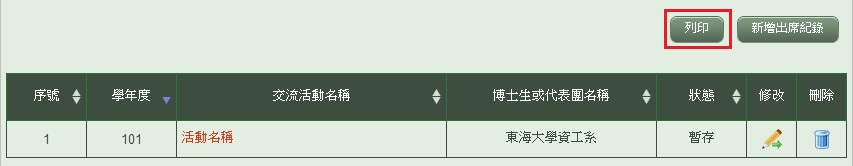 列印 新增出席紀錄
序號 學年度 交流活動名稱 博士生或代表團名稱 狀態 修改 刪除
1 101 活動名稱 東海大學資工系 暫存